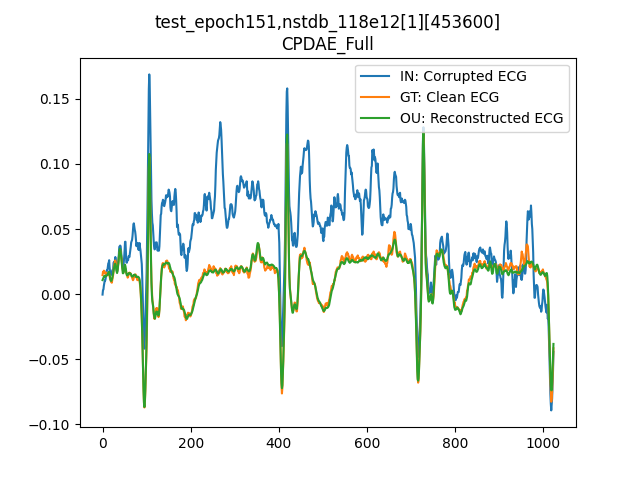 test_epoch151,nstdb_118e12[1][453600]
CPDAE_Full
IN: Corrupted ECG
GT: Clean ECG
OU: Reconstructed ECG
0.15
0.10
0.05
0.00
−0.05
−0.10
0 200 400 600 800 1000